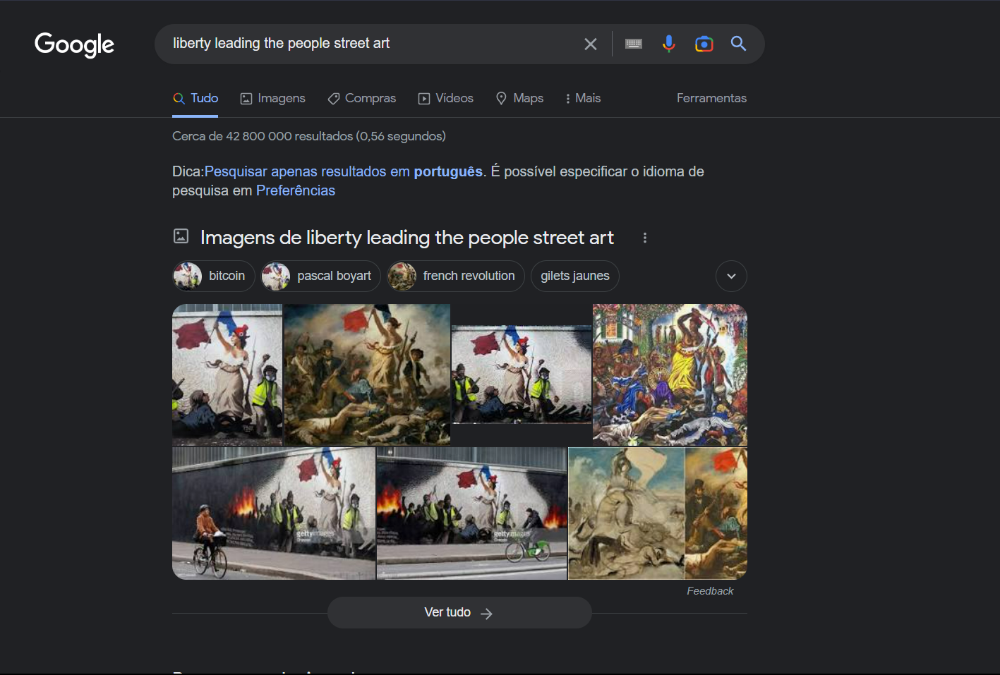 Google
liberty leading the people street art
Tudo
Imagens
Compras
Vídeos
Maps
Mais
Ferramentas
Cerca de 42 800 000 resultados (0,56 segundos)
Dica:Pesquisar apenas resultados em português. É possível especificar o idioma de
pesquisa em Preferências
Imagens de liberty leading the people street art
bitcoin
pascal boyart
french revolution
gilets jaunes
gettyimages
gettyimages
Feedback
Ver tudo